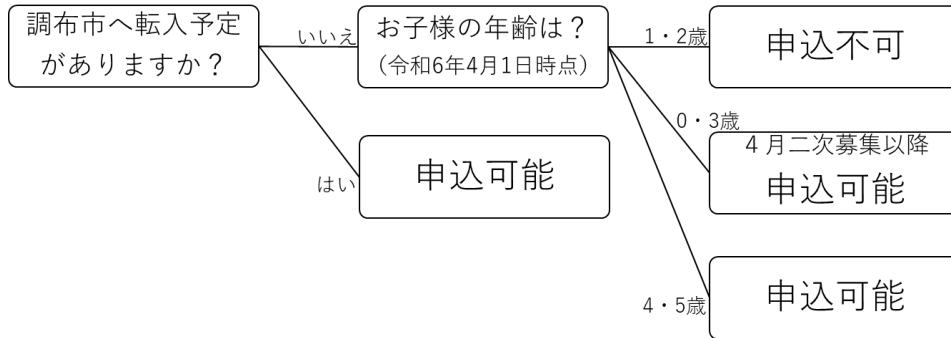 調布市へ転入予定
がありますか？
いいえ
お子様の年齢は？
（令和6年4月1日時点）
1・2歳
申込不可
0・3歳
４月二次募集以降
申込可能
はい
申込可能
4・5歳
申込可能